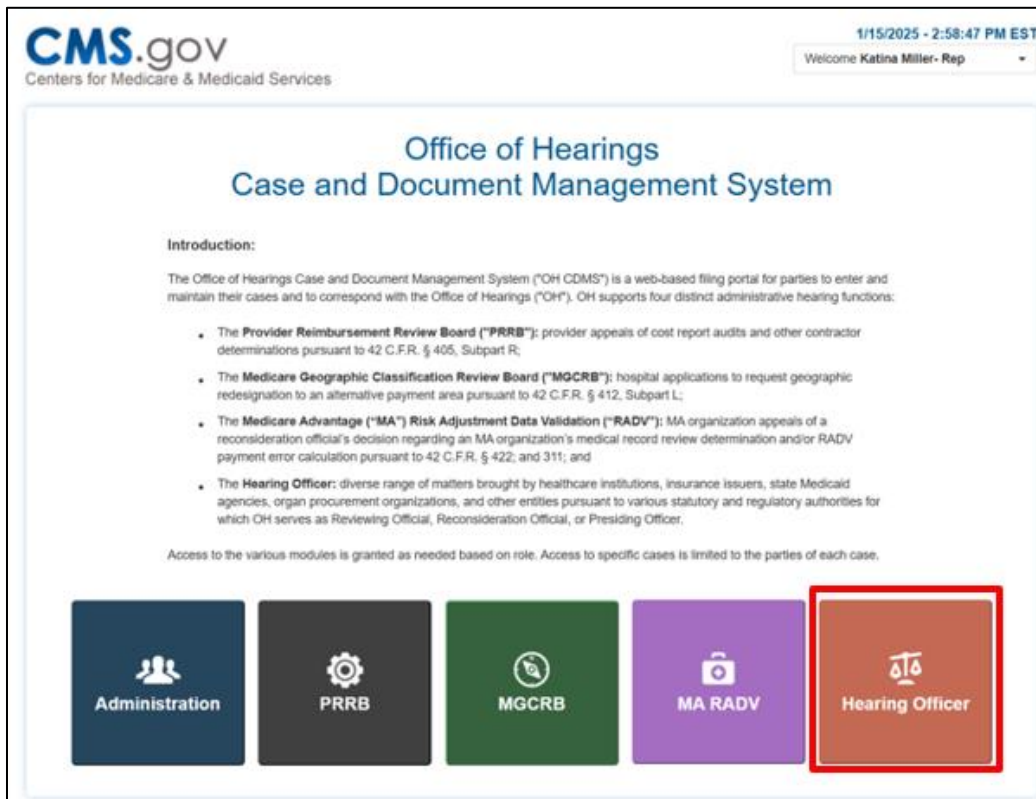 CMS.gov
Centers for Medicare & Medicaid Services
1/15/2025 - 2:58:47 PM EST
Welcome Katina Miller- Rep
Office of Hearings
Case and Document Management System
Introduction:
The Office of Hearings Case and Document Management System ("OH CDMS") is a web-based filing portal for parties to enter and
maintain their cases and to correspond with the Office of Hearings ("OH"). OH supports four distinct administrative hearing functions:
• The Provider Reimbursement Review Board ("PRRB"): provider appeals of cost report audits and other contractor
determinations pursuant to 42 C.F.R. § 405, Subpart R;
• The Medicare Geographic Classification Review Board ("MGCRB"): hospital applications to request geographic
redesignation to an alternative payment area pursuant to 42 C.F.R. § 412, Subpart L;
• The Medicare Advantage (“MA”) Risk Adjustment Data Validation (“RADV”): MA organization appeals of a
reconsideration official's decision regarding an MA organization's medical record review determination and/or RADV
payment error calculation pursuant to 42 C.F.R. § 422; and 311; and
• The Hearing Officer: diverse range of matters brought by healthcare institutions, insurance issuers, state Medicaid
agencies, organ procurement organizations, and other entities pursuant to various statutory and regulatory authorities for
which OH serves as Reviewing Official, Reconsideration Official, or Presiding Officer.
Access to the various modules is granted as needed based on role. Access to specific cases is limited to the parties of each case.
Administration
PRRB
MGCRB
MA RADV
Hearing Officer